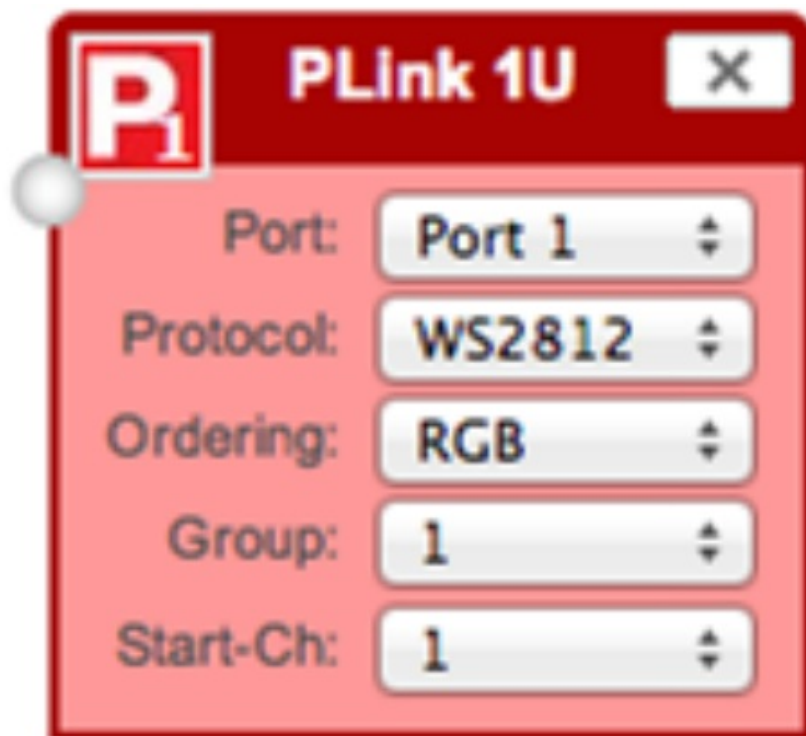 P1 PLink 1U ×
Port: Port 1
Protocol: WS2812
Ordering: RGB
Group: 1
Start-Ch: 1